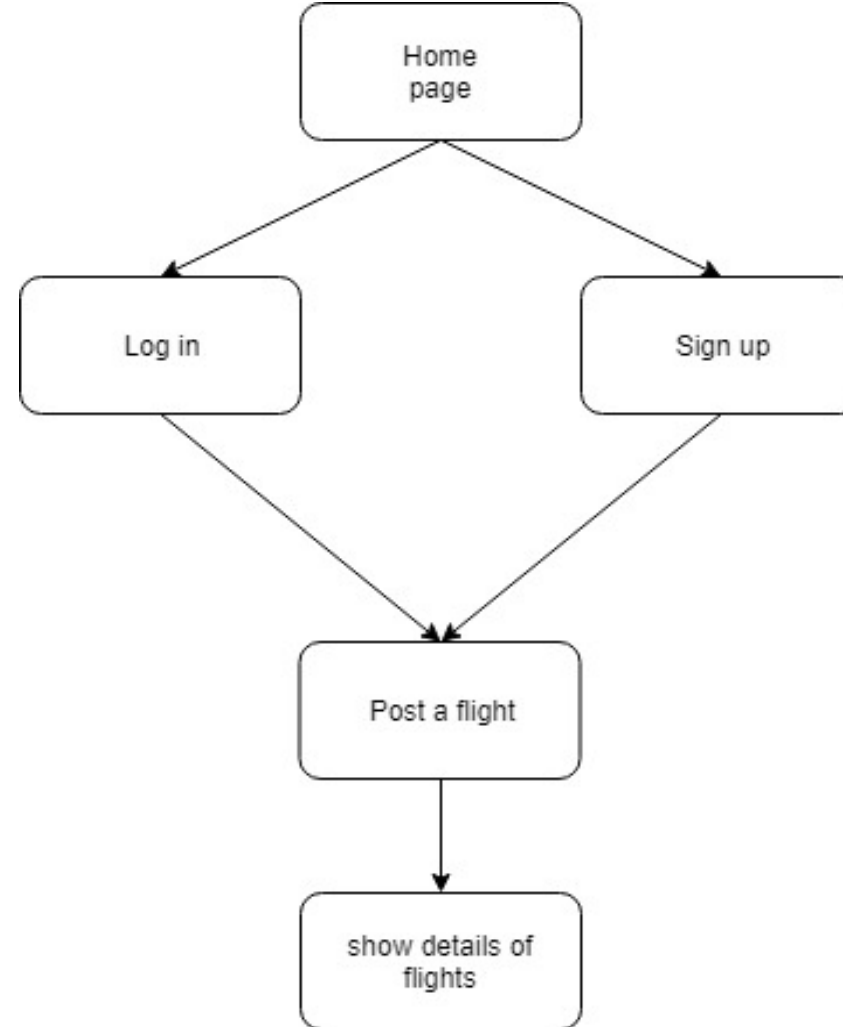 Home
page
Log in
Sign up
Post a flight
show details of
flights